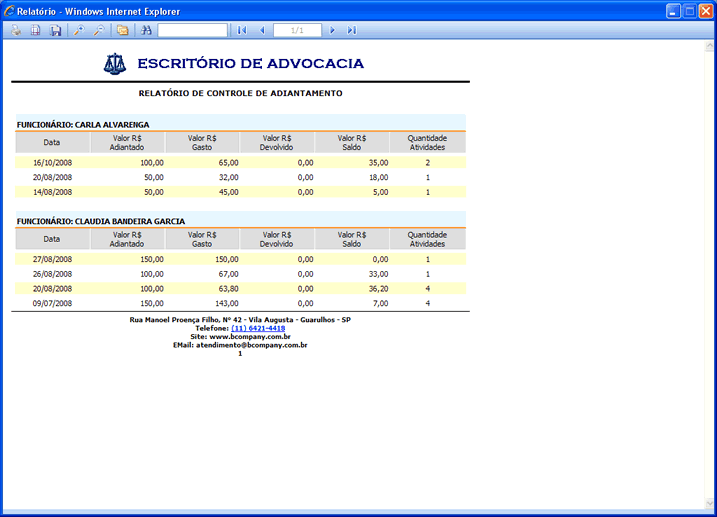 Relatório - Windows Internet Explorer
1/1
ESCRITÓRIO DE ADVOCACIA
RELATÓRIO DE CONTROLE DE ADIANTAMENTO
FUNCIONÁRIO: CARLA ALVARENGA
Data Valor R$ Adiantado Valor R$ Gasto Valor R$ Devolvido Valor R$ Saldo Quantidade Atividades
16/10/2008 100,00 65,00 0,00 35,00 2
20/08/2008 50,00 32,00 0,00 18,00 1
14/08/2008 50,00 45,00 0,00 5,00 1
FUNCIONÁRIO: CLAUDIA BANDEIRA GARCIA
Data Valor R$ Adiantado Valor R$ Gasto Valor R$ Devolvido Valor R$ Saldo Quantidade Atividades
27/08/2008 150,00 150,00 0,00 0,00 1
26/08/2008 100,00 67,00 0,00 33,00 1
20/08/2008 100,00 63,80 0,00 36,20 4
09/07/2008 150,00 143,00 0,00 7,00 4
Rua Manoel Proença Filho, Nº 42 - Vila Augusta - Guarulhos - SP
Telefone: (11) 6421-4418
Site: www.bcompany.com.br
EMail: atendimento@bcompany.com.br
1